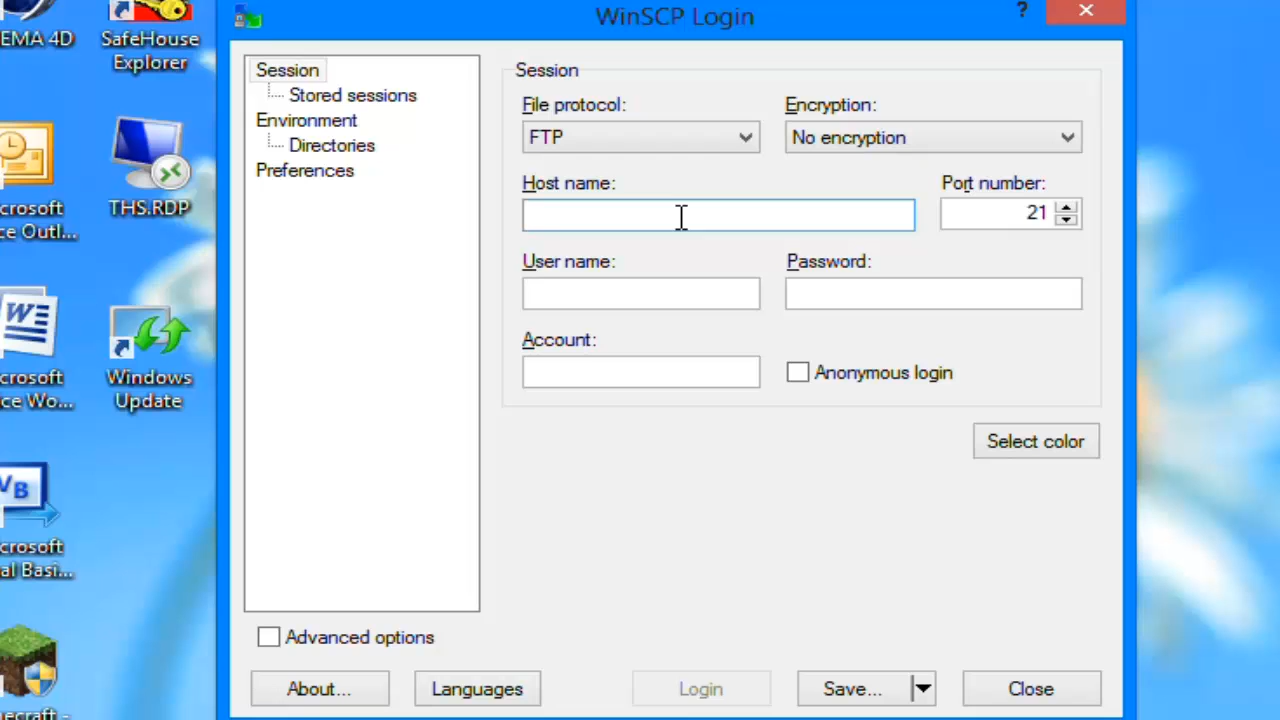 EMA 4D
SafeHouse
Explorer
crosoft
ce Outl...
THS.RDP
W
crosoft
ce Wo...
Windows
Update
VB
crosoft
al Basi...
necraft -
WinSCP Login
?
Session
Stored sessions
Environment
Directories
Preferences
Session
File protocol:
Encryption:
FTP
No encryption
Host name:
Port number:
21
User name:
Password:
Account:
Anonymous login
Select color
Advanced options
About...
Languages
Login
Save...
Close